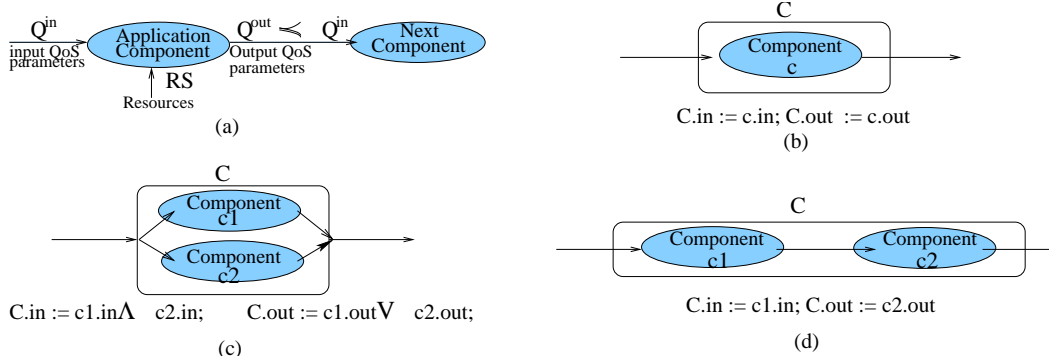 Q^in
input QoS
parameters
Application
Component
RS
Resources
Q^out ≺ Q^in
Output QoS
parameters
Next
Component
(a)
C
Component
c
C.in := c.in; C.out := c.out
(b)
C
Component
c1
Component
c2
C.in := c1.in Λ c2.in; C.out := c1.out V c2.out;
(c)
C
Component
c1
Component
c2
C.in := c1.in; C.out := c2.out
(d)